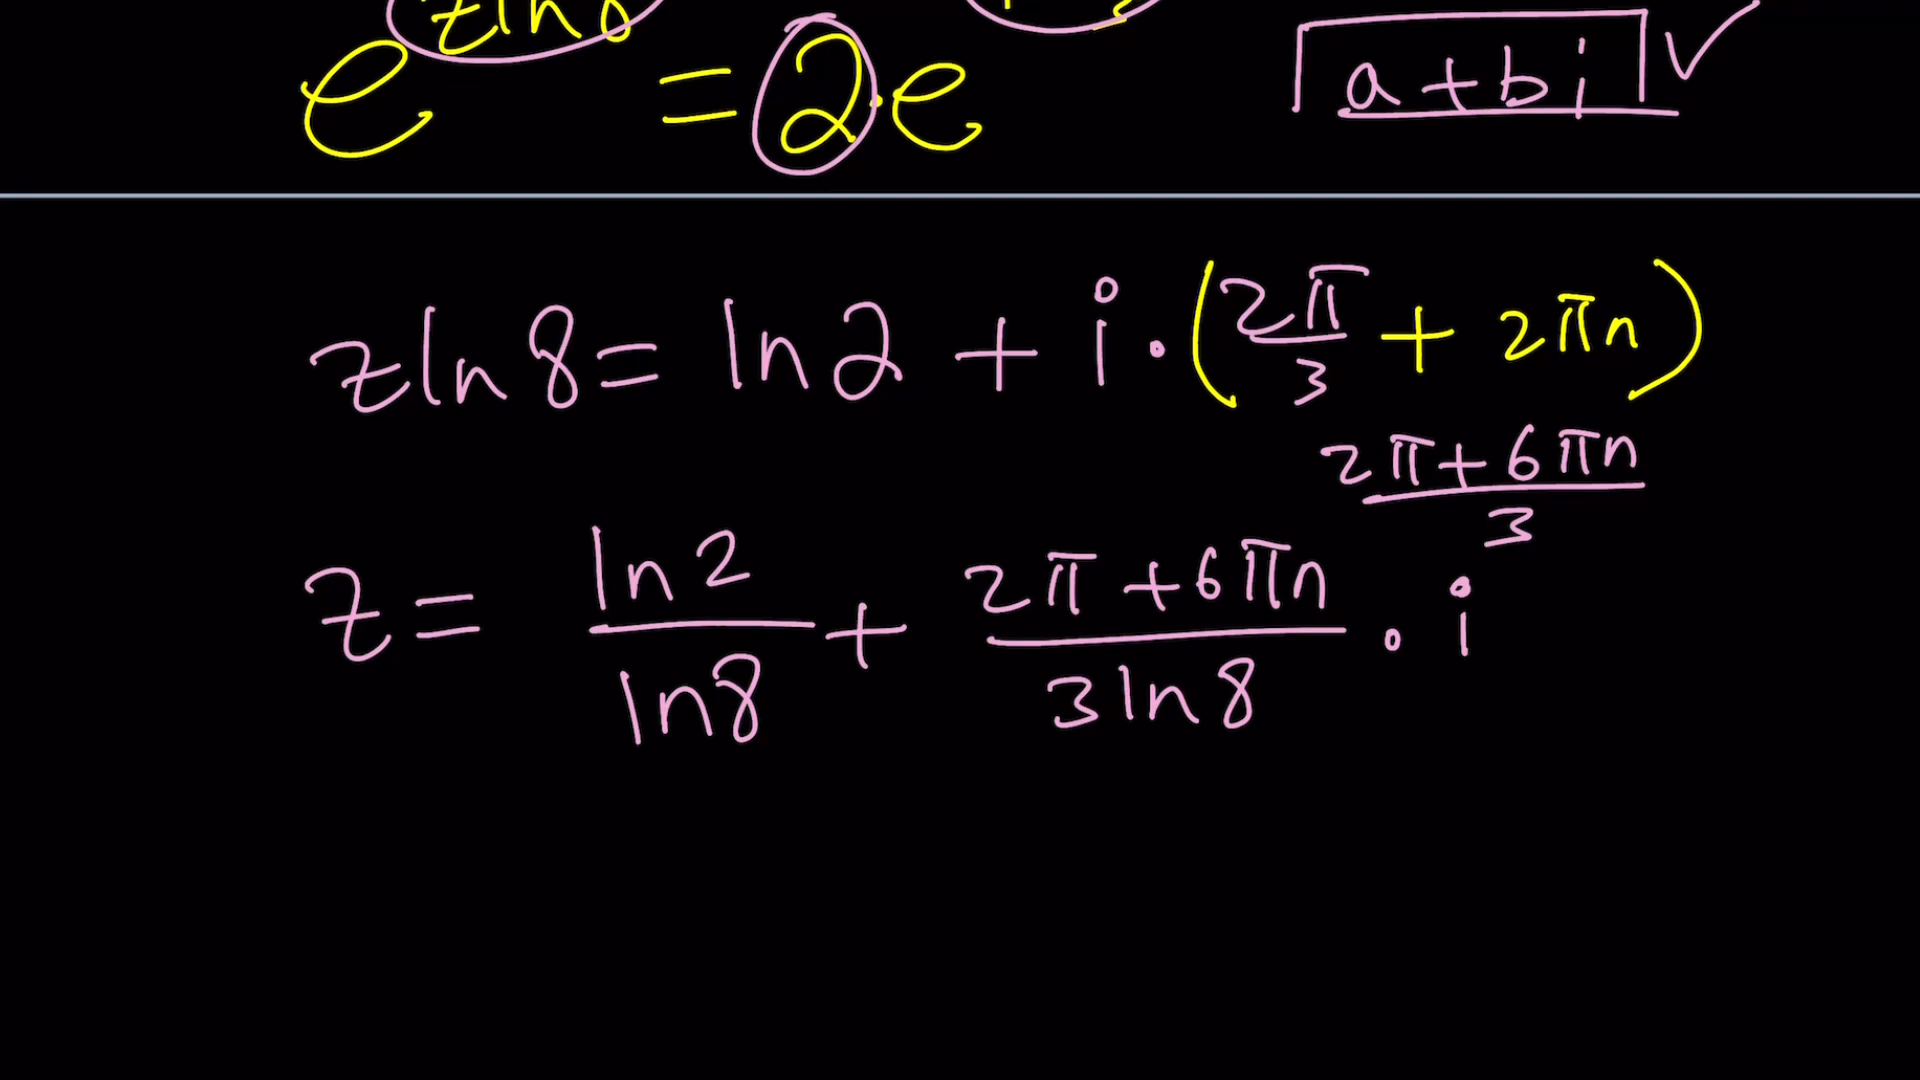 e^{z ln 8} = 2 · e
a + bi ✓
z ln 8 = ln 2 + i · (2π/3 + 2πn)
(2π + 6πn)/3
z = ln 2/ln 8 + (2π + 6πn)/(3 ln 8) · i